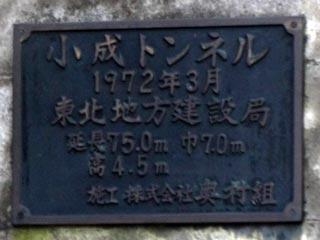 小成トンネル
1972年3月
東北地方建設局
延長75.0m 巾7.0m
高4.5m
施工 株式会社奥村組